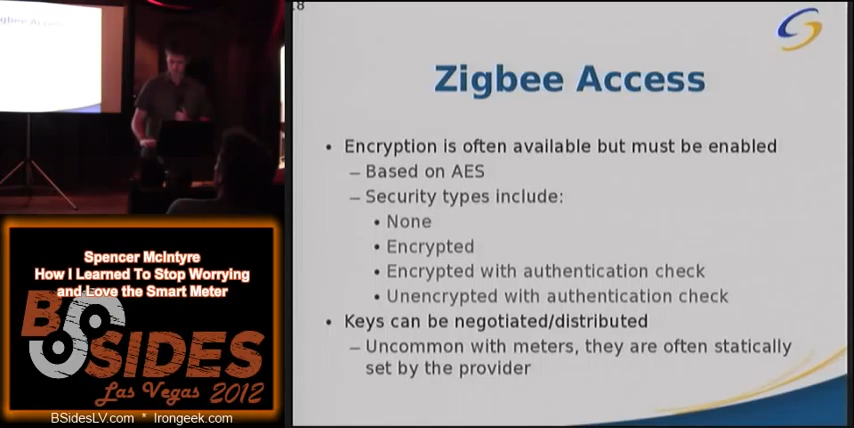 8
Zigbee Access
• Encryption is often available but must be enabled
– Based on AES
– Security types include:
• None
• Encrypted
• Encrypted with authentication check
• Unencrypted with authentication check
• Keys can be negotiated/distributed
– Uncommon with meters, they are often statically
set by the provider
Spencer McIntyre
How I Learned To Stop Worrying
and Love the Smart Meter
BSIDES
Las Vegas 2012
BSidesLV.com * Irongeek.com